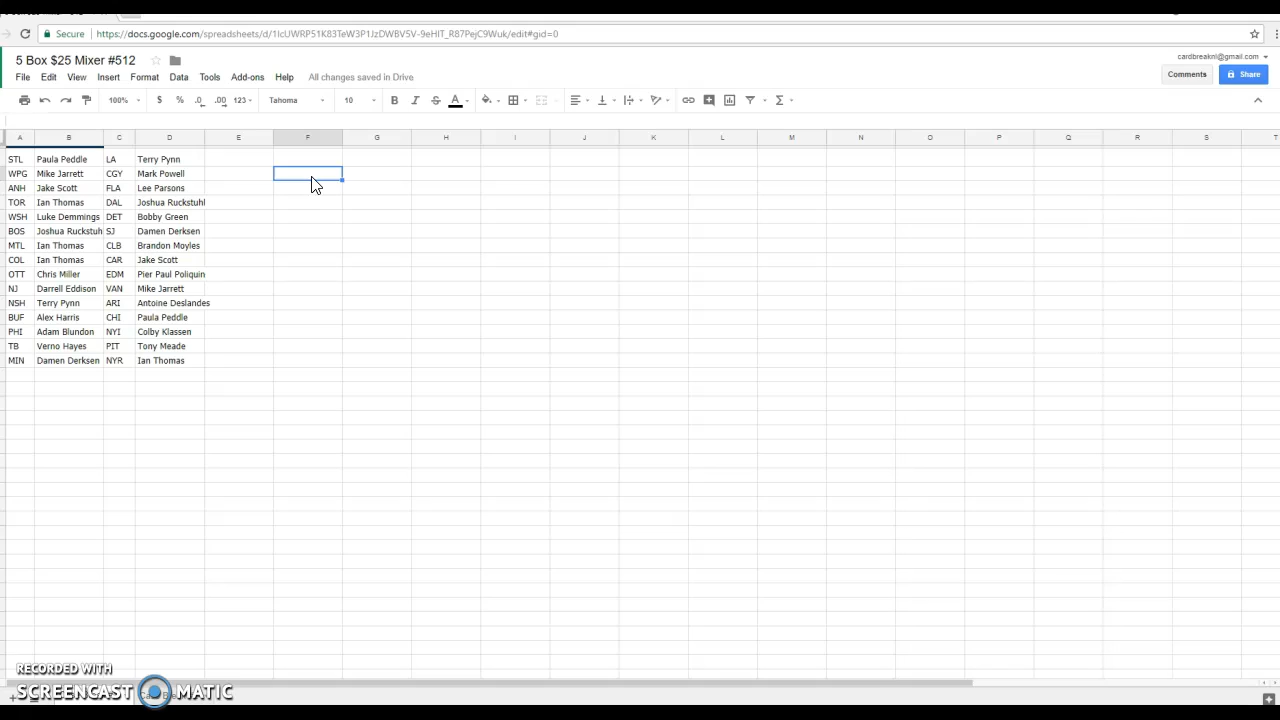 Secure https://docs.google.com/spreadsheets/d/1IcUWRP51K83TeW3P1JzDWBV5V-9eHIT_R87PejC9Wuk/edit#gid=0
5 Box $25 Mixer #512
cardbreaknl@gmail.com
File Edit View Insert Format Data Tools Add-ons Help All changes saved in Drive
Comments Share
100% $ % .0 .00 123 Tahoma 10 B I S A
A B C D E F G H I J K L M N O P Q R S T
STL Paula Peddle LA Terry Pynn
WPG Mike Jarrett CGY Mark Powell
ANH Jake Scott FLA Lee Parsons
TOR Ian Thomas DAL Joshua Ruckstuhl
WSH Luke Demmings DET Bobby Green
BOS Joshua Ruckstuh SJ Damen Derksen
MTL Ian Thomas CLB Brandon Moyles
COL Ian Thomas CAR Jake Scott
OTT Chris Miller EDM Pier Paul Poliquin
NJ Darrell Eddison VAN Mike Jarrett
NSH Terry Pynn ARI Antoine Deslandes
BUF Alex Harris CHI Paula Peddle
PHI Adam Blundon NYI Colby Klassen
TB Verno Hayes PIT Tony Meade
MIN Damen Derksen NYR Ian Thomas
RECORDED WITH
SCREENCAST MATIC